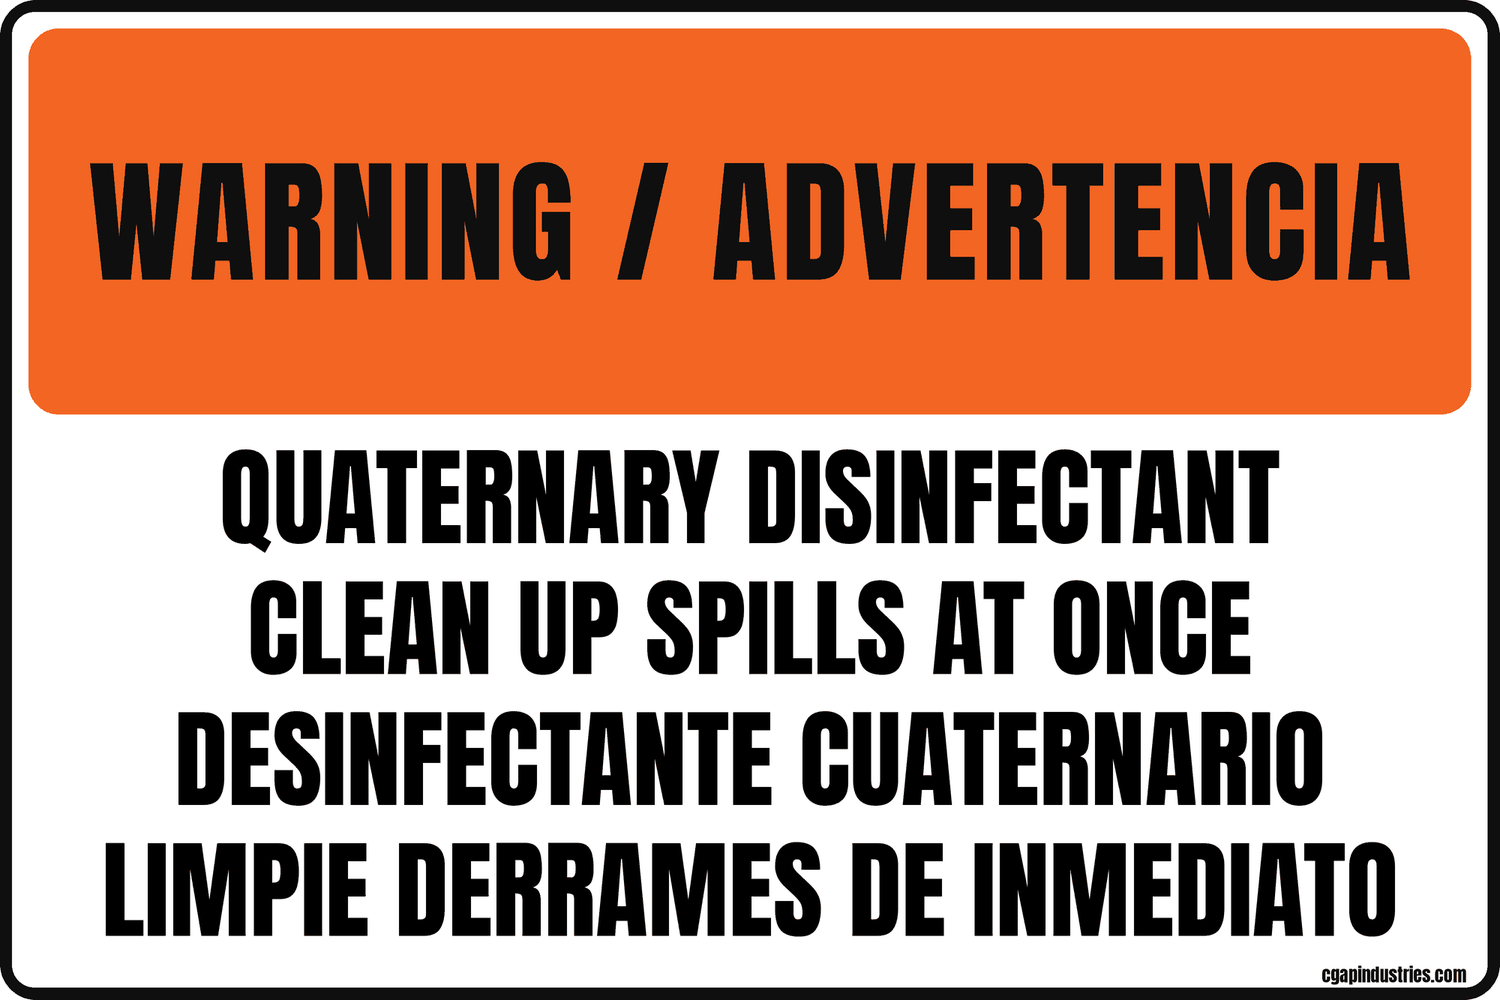 WARNING / ADVERTENCIA
QUATERNARY DISINFECTANT
CLEAN UP SPILLS AT ONCE
DESINFECTANTE CUATERNARIO
LIMPIE DERRAMES DE INMEDIATO
cgapindustries.com